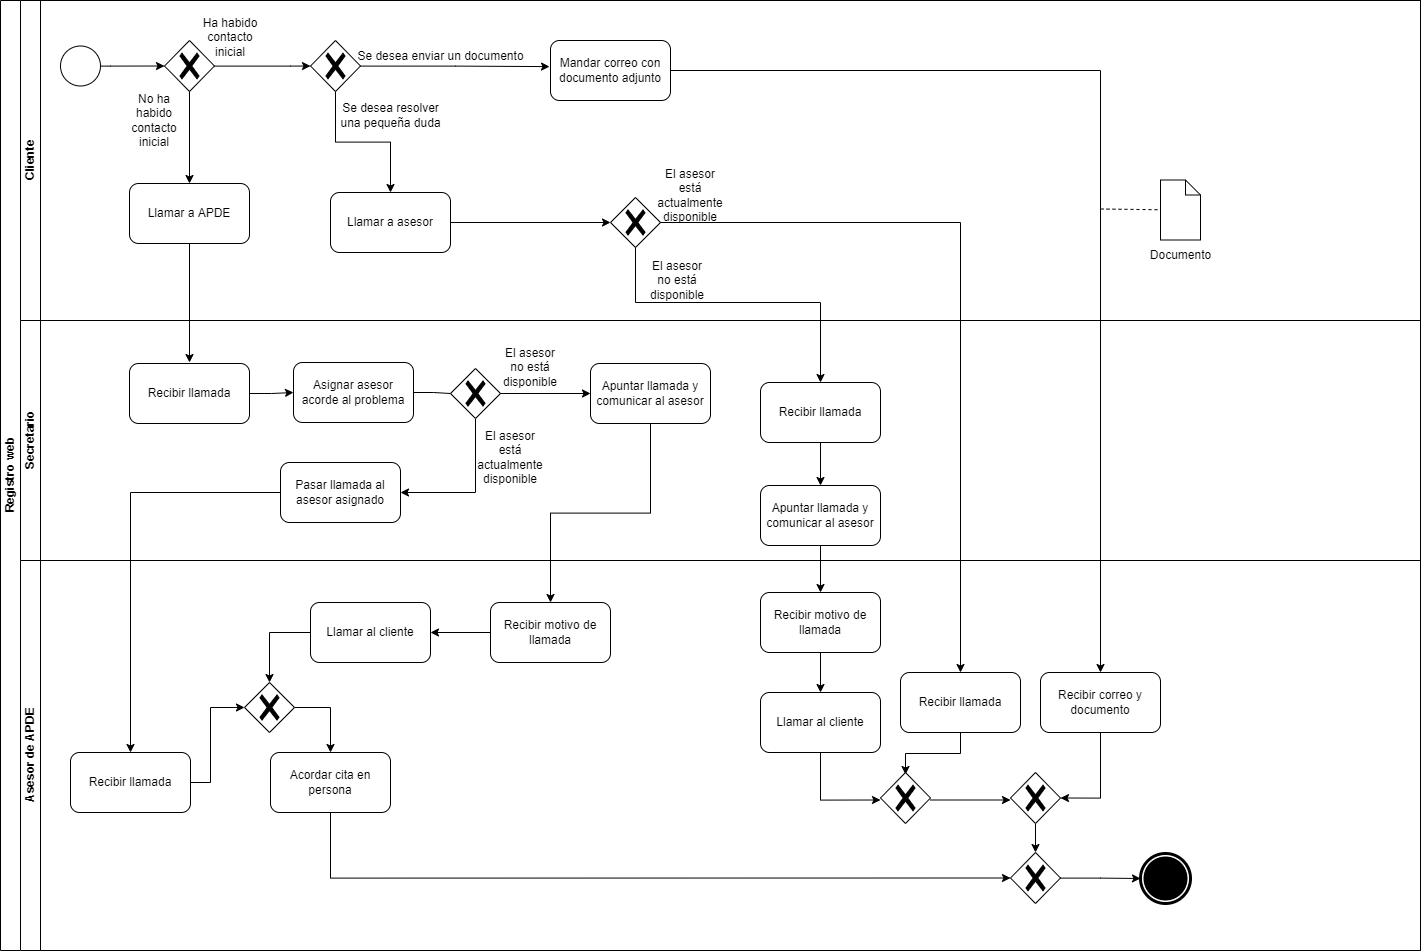 Registro web
Cliente
Ha habido
contacto
inicial
No ha
habido
contacto
inicial
Se desea enviar un documento
Se desea resolver
una pequeña duda
Mandar correo con
documento adjunto
Llamar a APDE
Llamar a asesor
El asesor
está
actualmente
disponible
El asesor
no está
disponible
Documento
Secretario
Recibir llamada
Asignar asesor
acorde al problema
El asesor
no está
disponible
El asesor
está
actualmente
disponible
Apuntar llamada y
comunicar al asesor
Pasar llamada al
asesor asignado
Recibir llamada
Apuntar llamada y
comunicar al asesor
Asesor de APDE
Llamar al cliente
Recibir motivo de
llamada
Recibir llamada
Acordar cita en
persona
Recibir motivo de
llamada
Llamar al cliente
Recibir llamada
Recibir correo y
documento